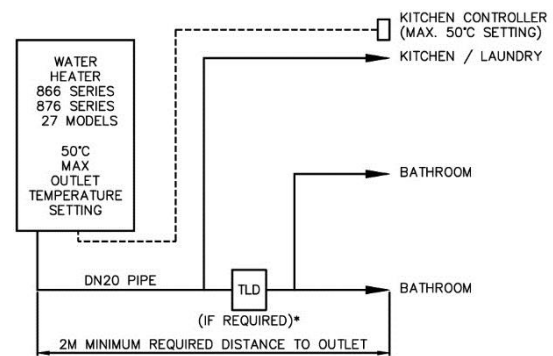 WATER
HEATER
866 SERIES
876 SERIES
27 MODELS
50°C
MAX
OUTLET
TEMPERATURE
SETTING
KITCHEN CONTROLLER
(MAX. 50°C SETTING)
KITCHEN / LAUNDRY
BATHROOM
DN20 PIPE
TLD
BATHROOM
(IF REQUIRED)*
2M MINIMUM REQUIRED DISTANCE TO OUTLET